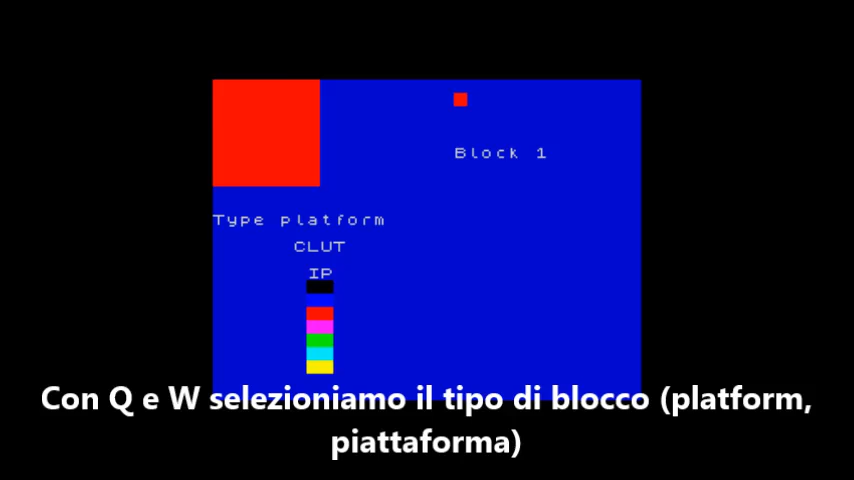 Block 1
Type platform
CLUT
IP
Con Q e W selezioniamo il tipo di blocco (platform,
piattaforma)